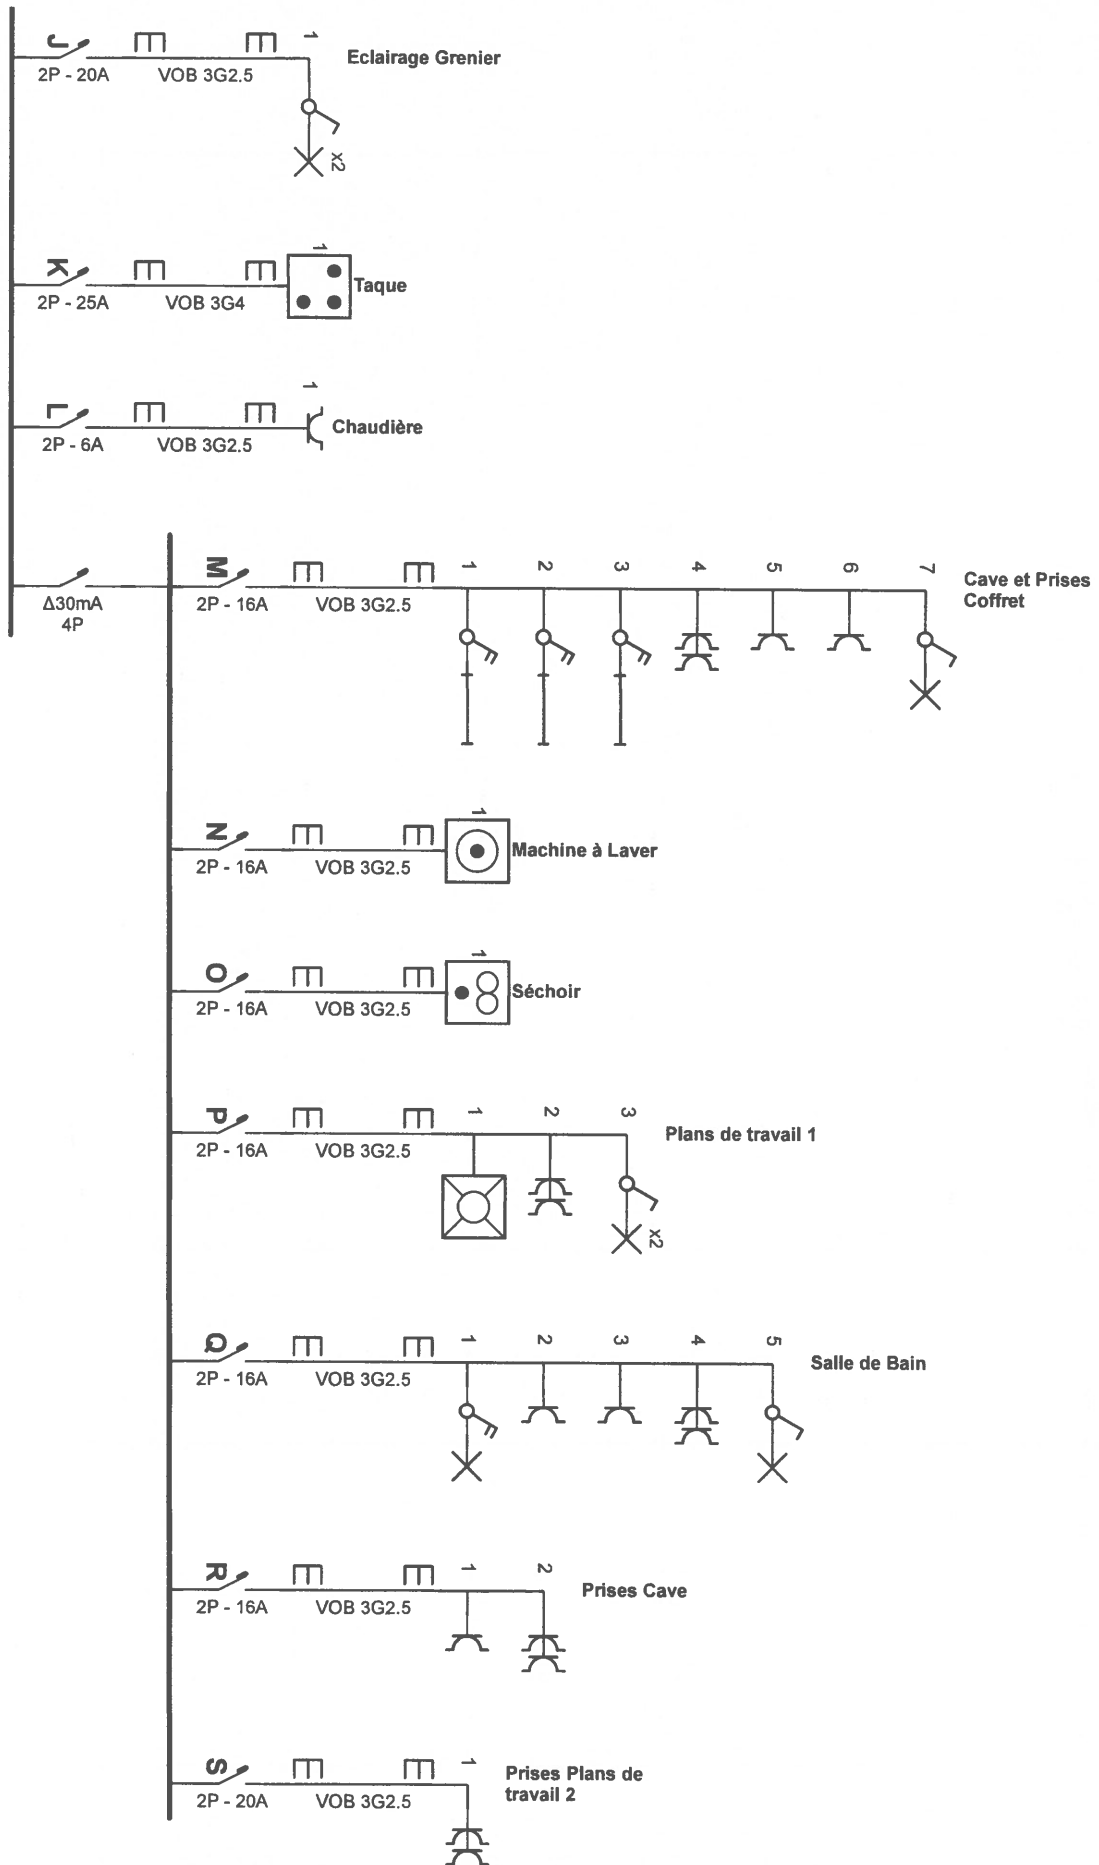 J
1
Eclairage Grenier
2P - 20A
VOB 3G2.5
x2
K
1
Taque
2P - 25A
VOB 3G4
L
1
Chaudière
2P - 6A
VOB 3G2.5
Δ30mA
4P
M
1 2 3 4 5 6 7
Cave et Prises
Coffret
2P - 16A
VOB 3G2.5
N
1
Machine à Laver
2P - 16A
VOB 3G2.5
O
1
Séchoir
2P - 16A
VOB 3G2.5
P
1 2 3
Plans de travail 1
2P - 16A
VOB 3G2.5
x2
Q
1 2 3 4 5
Salle de Bain
2P - 16A
VOB 3G2.5
R
1 2
Prises Cave
2P - 16A
VOB 3G2.5
S
1
Prises Plans de
travail 2
2P - 20A
VOB 3G2.5